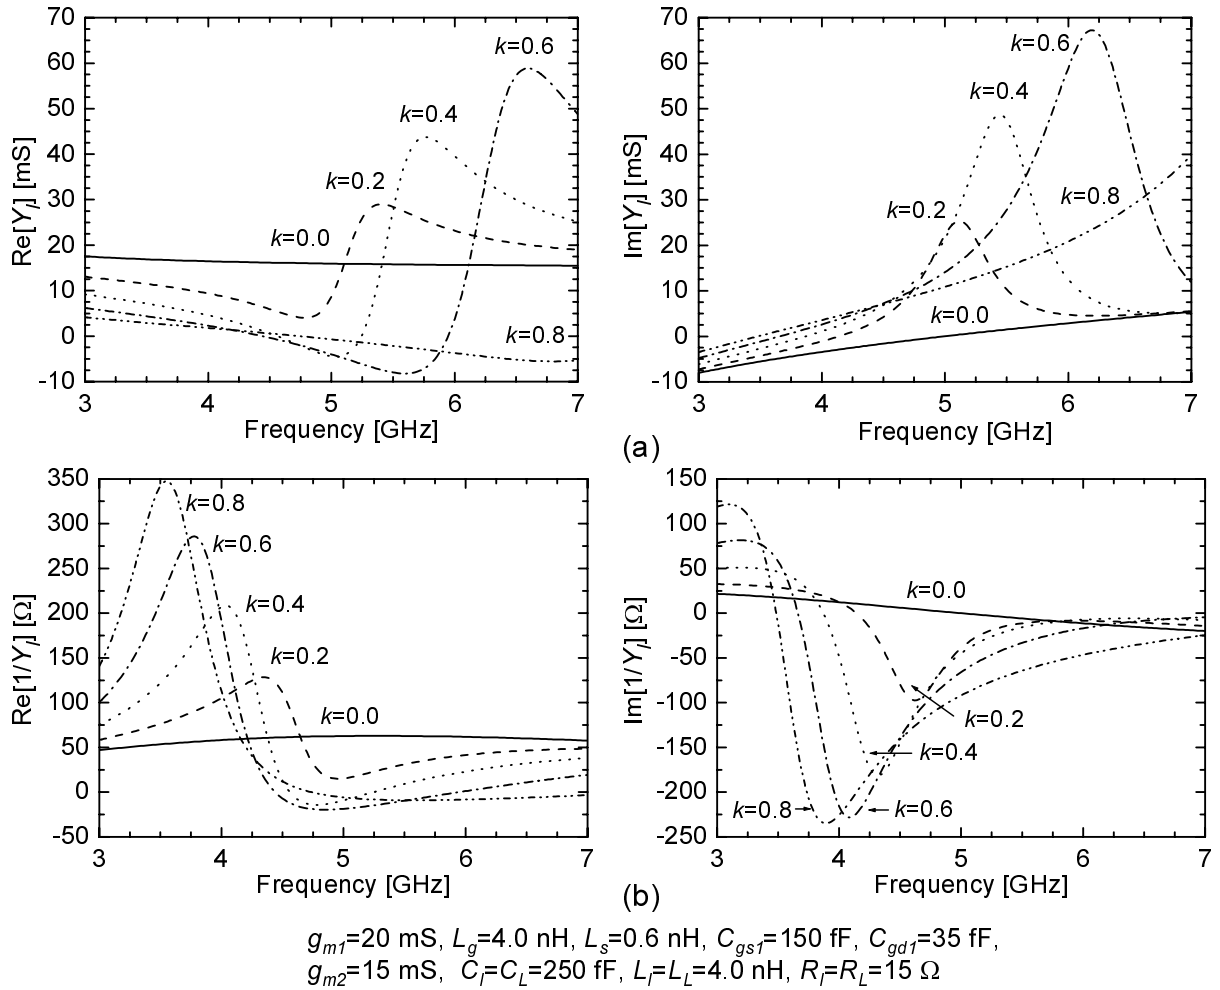 70
60
50
40
30
20
10
0
-10
Re[Y_l] [mS]
k=0.6
k=0.4
k=0.2
k=0.0
k=0.8
3 4 5 6 7
Frequency [GHz]
70
60
50
40
30
20
10
0
-10
Im[Y_l] [mS]
k=0.6
k=0.4
k=0.8
k=0.2
k=0.0
3 4 5 6 7
Frequency [GHz]
(a)
350
300
250
200
150
100
50
0
-50
Re[1/Y_l] [Ω]
k=0.8
k=0.6
k=0.4
k=0.2
k=0.0
3 4 5 6 7
Frequency [GHz]
150
100
50
0
-50
-100
-150
-200
-250
Im[1/Y_l] [Ω]
k=0.0
k=0.2
k=0.4
k=0.8
k=0.6
3 4 5 6 7
Frequency [GHz]
(b)
g_m1=20 mS, L_g=4.0 nH, L_s=0.6 nH, C_gs1=150 fF, C_gd1=35 fF,
g_m2=15 mS, C_l=C_L=250 fF, L_l=L_L=4.0 nH, R_l=R_L=15 Ω